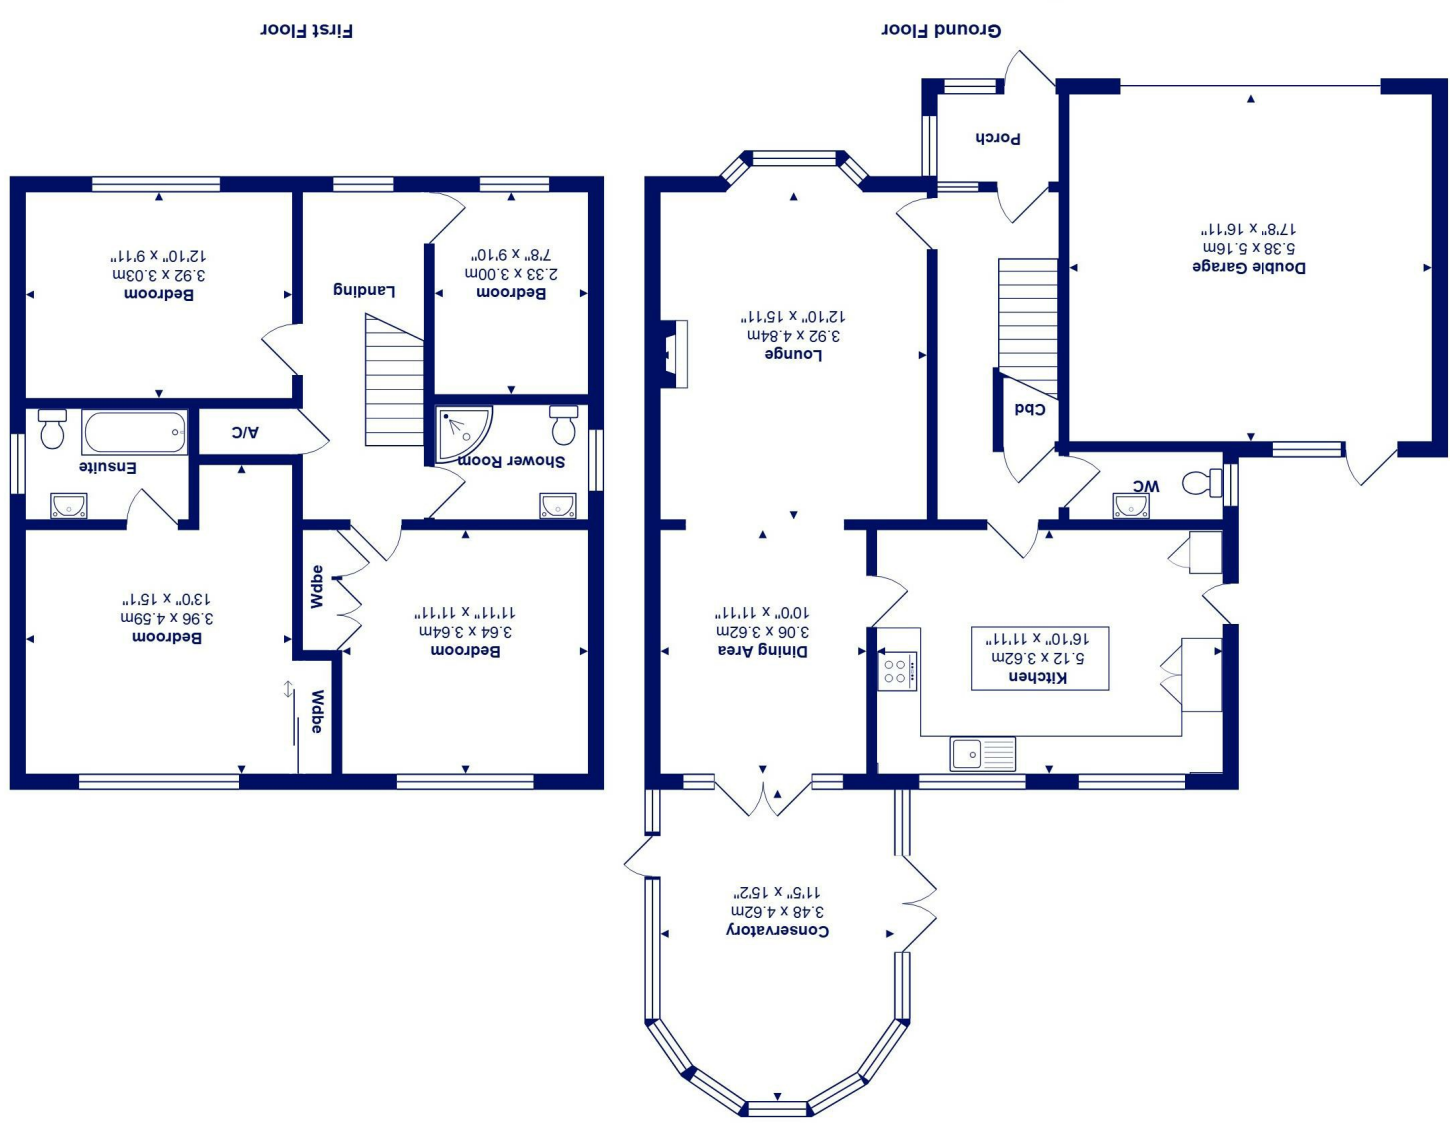 Conservatory
3.48 x 4.62m
11'5" x 15'2"
Kitchen
5.12 x 3.62m
16'10" x 11'11"
Dining Area
3.06 x 3.62m
10'0" x 11'11"
WC
Cbd
Lounge
3.92 x 4.84m
12'10" x 15'11"
Double Garage
5.38 x 5.16m
17'8" x 16'11"
Porch
Ground Floor
Bedroom
3.64 x 3.64m
11'11" x 11'11"
Wdbe
Wdbe
Bedroom
3.96 x 4.59m
13'0" x 15'1"
Shower Room
Ensuite
A/C
Bedroom
2.33 x 3.00m
7'8" x 9'10"
Landing
Bedroom
3.92 x 3.03m
12'10" x 9'11"
First Floor